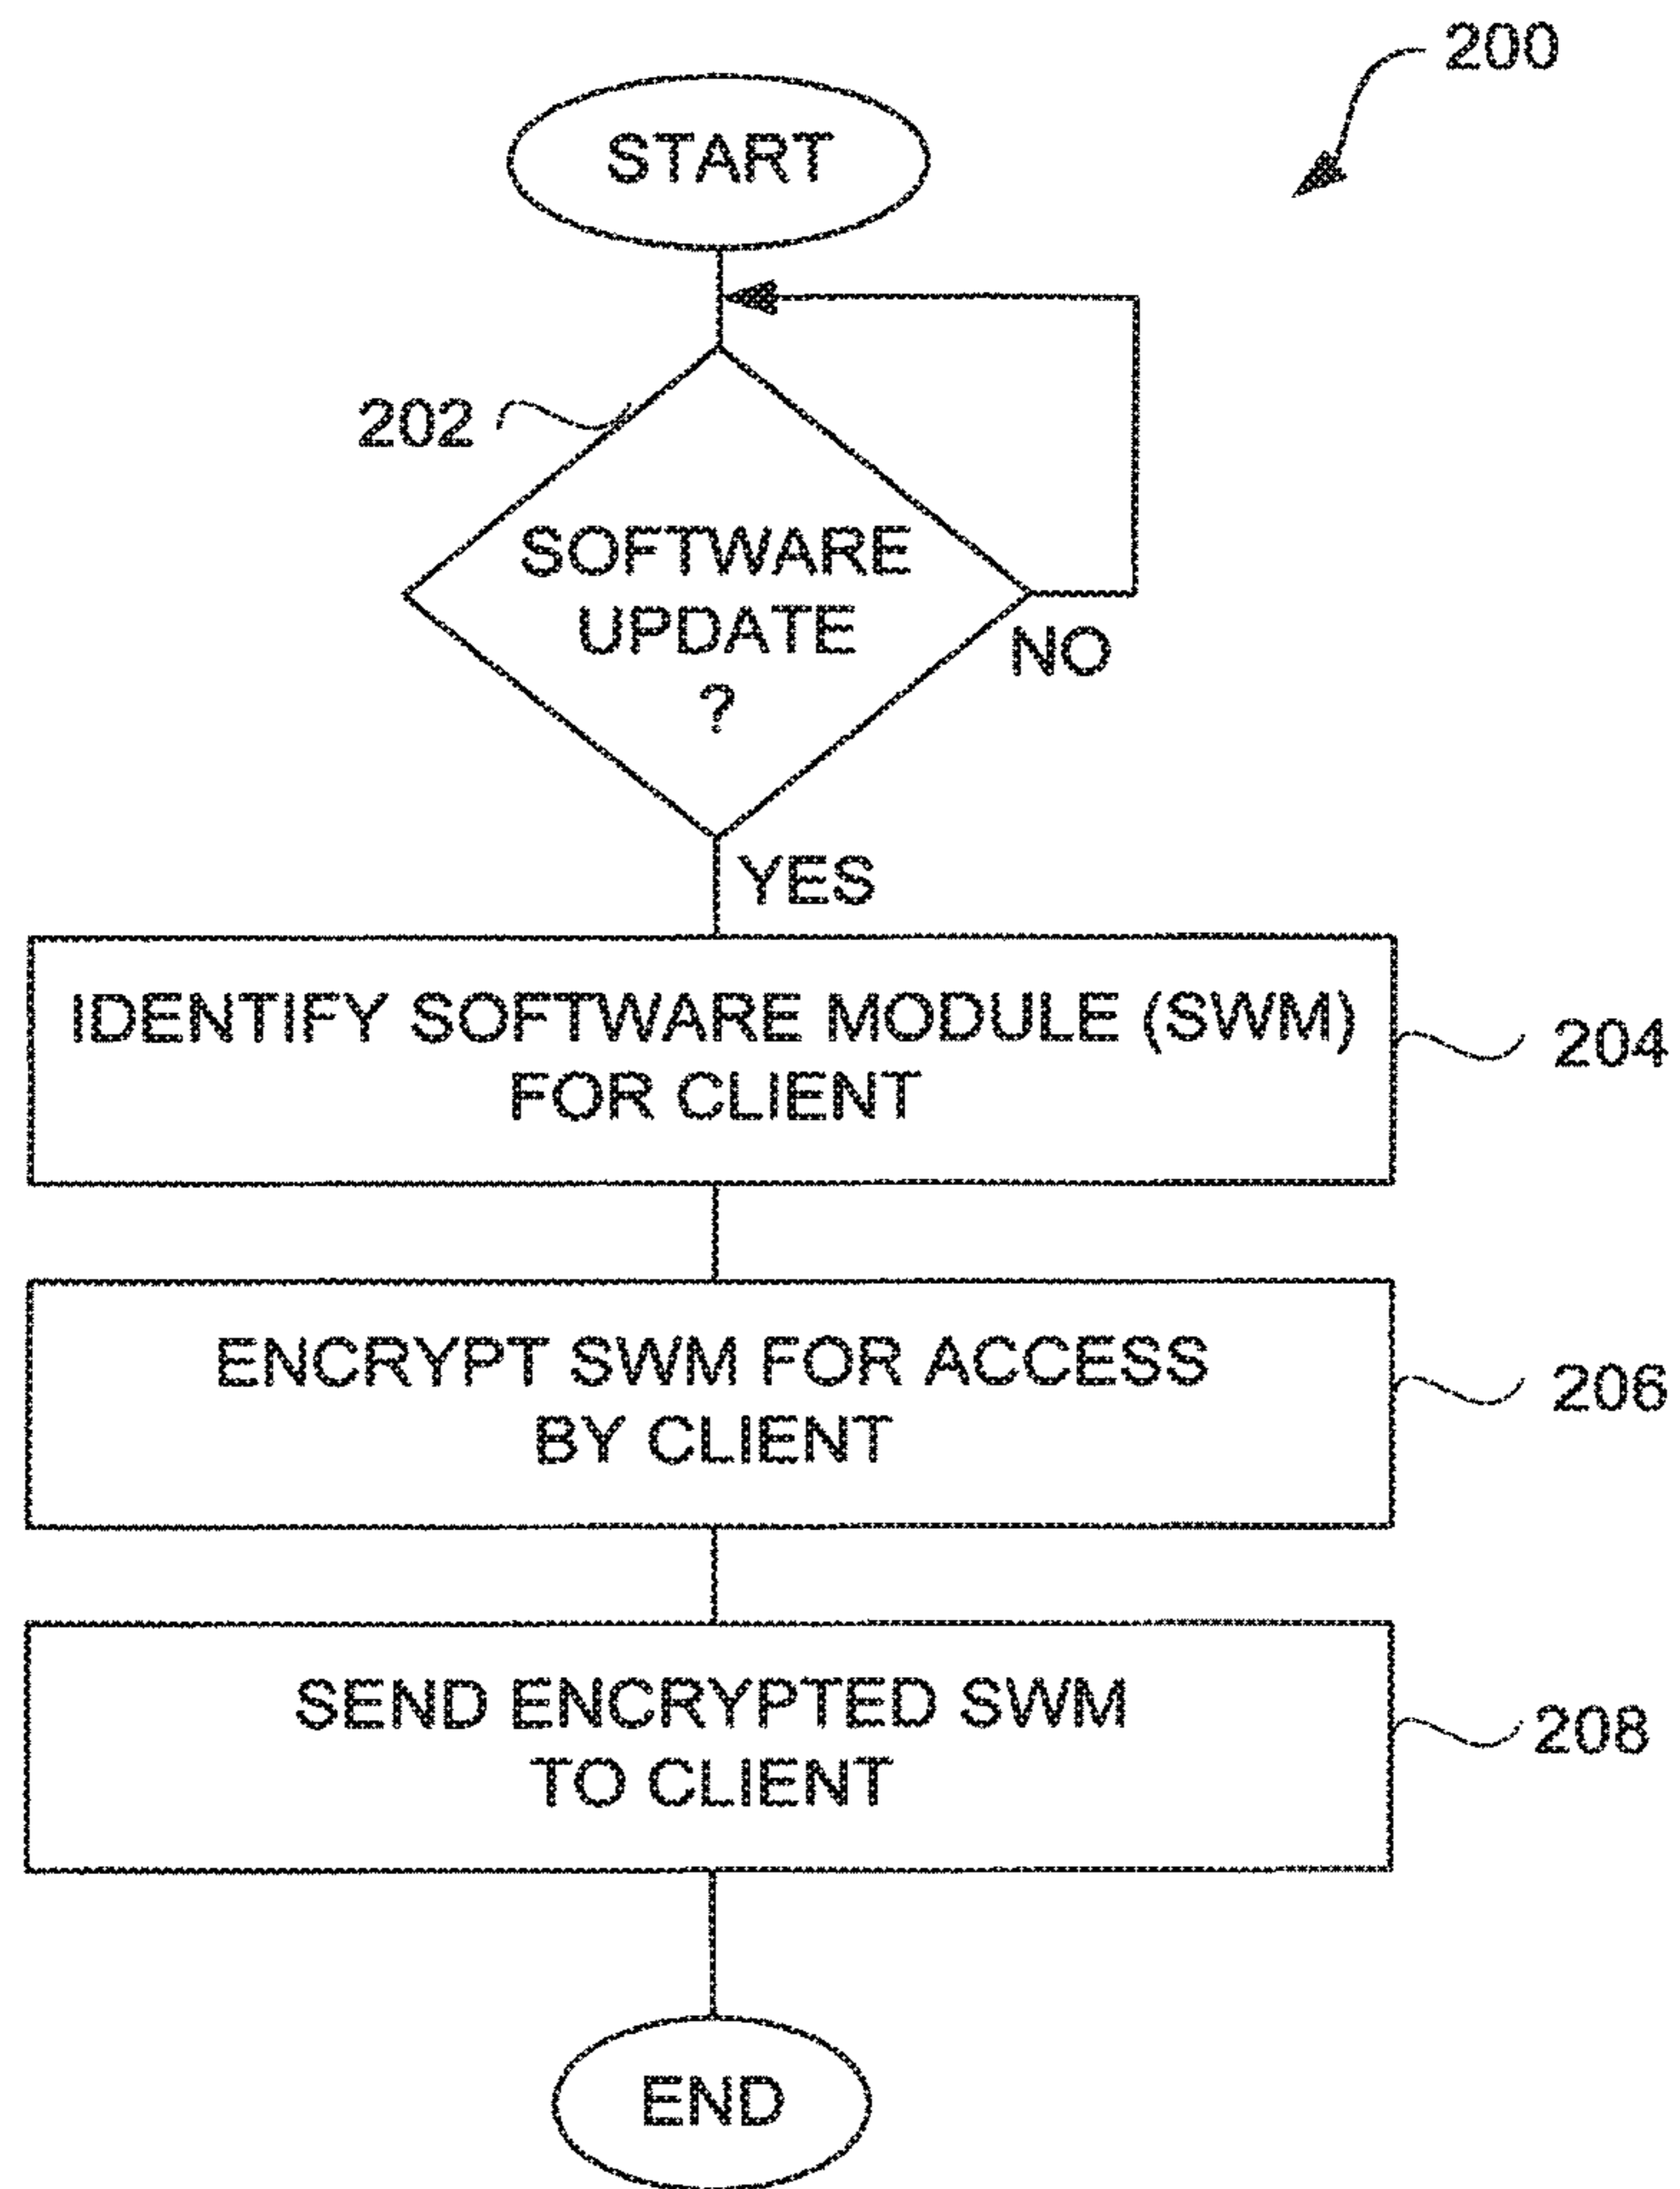 200
START
202
SOFTWARE
UPDATE
?
NO
YES
IDENTIFY SOFTWARE MODULE (SWM)
FOR CLIENT
204
ENCRYPT SWM FOR ACCESS
BY CLIENT
206
SEND ENCRYPTED SWM
TO CLIENT
208
END